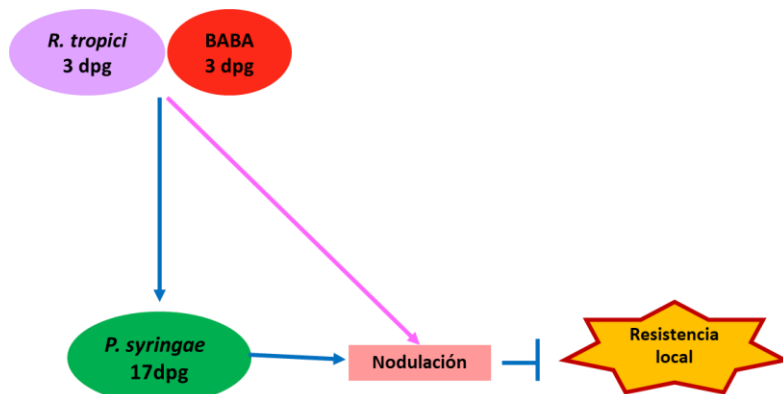 R. tropici
3 dpg
BABA
3 dpg
P. syringae
17dpg
Nodulación
Resistencia
local